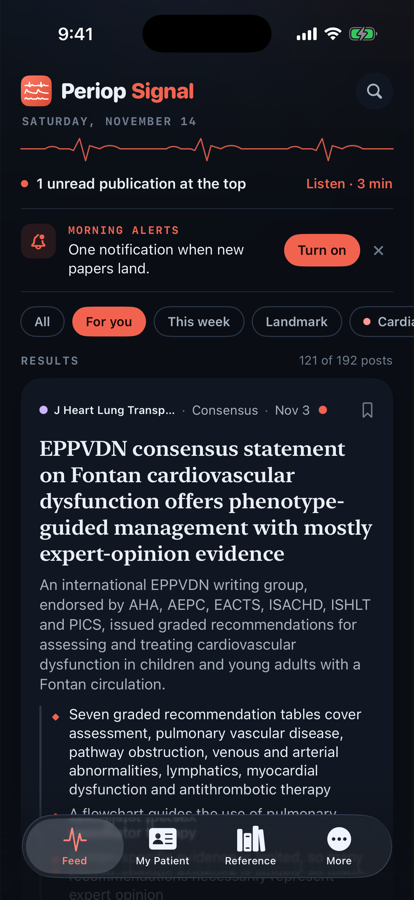 9:41
Periop Signal
SATURDAY, NOVEMBER 14
1 unread publication at the top
Listen · 3 min
MORNING ALERTS
One notification when new
papers land.
Turn on
All
For you
This week
Landmark
Cardia
RESULTS
121 of 192 posts
J Heart Lung Transp... · Consensus · Nov 3
EPPVDN consensus statement
on Fontan cardiovascular
dysfunction offers phenotype-
guided management with mostly
expert-opinion evidence
An international EPPVDN writing group,
endorsed by AHA, AEPC, EACTS, ISACHD, ISHLT
and PICS, issued graded recommendations for
assessing and treating cardiovascular
dysfunction in children and young adults with a
Fontan circulation.
Seven graded recommendation tables cover
assessment, pulmonary vascular disease,
pathway obstruction, venous and arterial
abnormalities, lymphatics, myocardial
dysfunction and antithrombotic therapy
A flowchart guides the use of pulmonary
Feed
My Patient
Reference
More
expert opinion